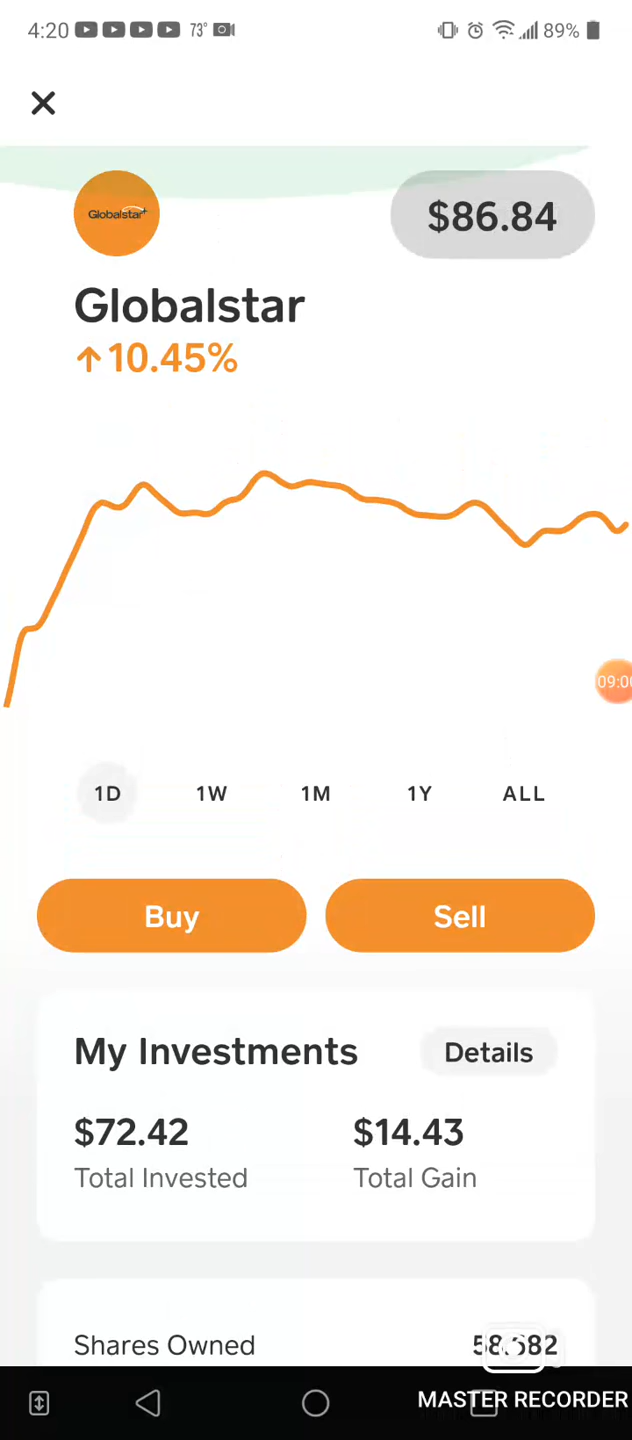 4:20 73° 89%
Globalstar
$86.84
Globalstar
↑10.45%
09:00
1D 1W 1M 1Y ALL
Buy Sell
My Investments Details
$72.42 $14.43
Total Invested Total Gain
Shares Owned
MASTER RECORDER